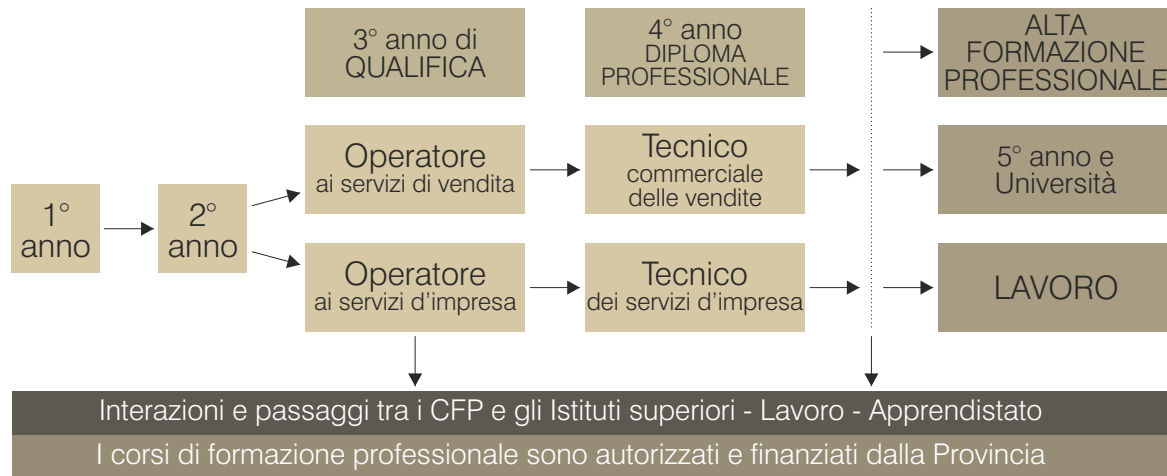 3° anno di
QUALIFICA
4° anno
DIPLOMA
PROFESSIONALE
ALTA
FORMAZIONE
PROFESSIONALE
1°
anno
2°
anno
Operatore
ai servizi di vendita
Tecnico
commerciale
delle vendite
5° anno e
Università
Operatore
ai servizi d'impresa
Tecnico
dei servizi d'impresa
LAVORO
Interazioni e passaggi tra i CFP e gli Istituti superiori - Lavoro - Apprendistato
I corsi di formazione professionale sono autorizzati e finanziati dalla Provincia